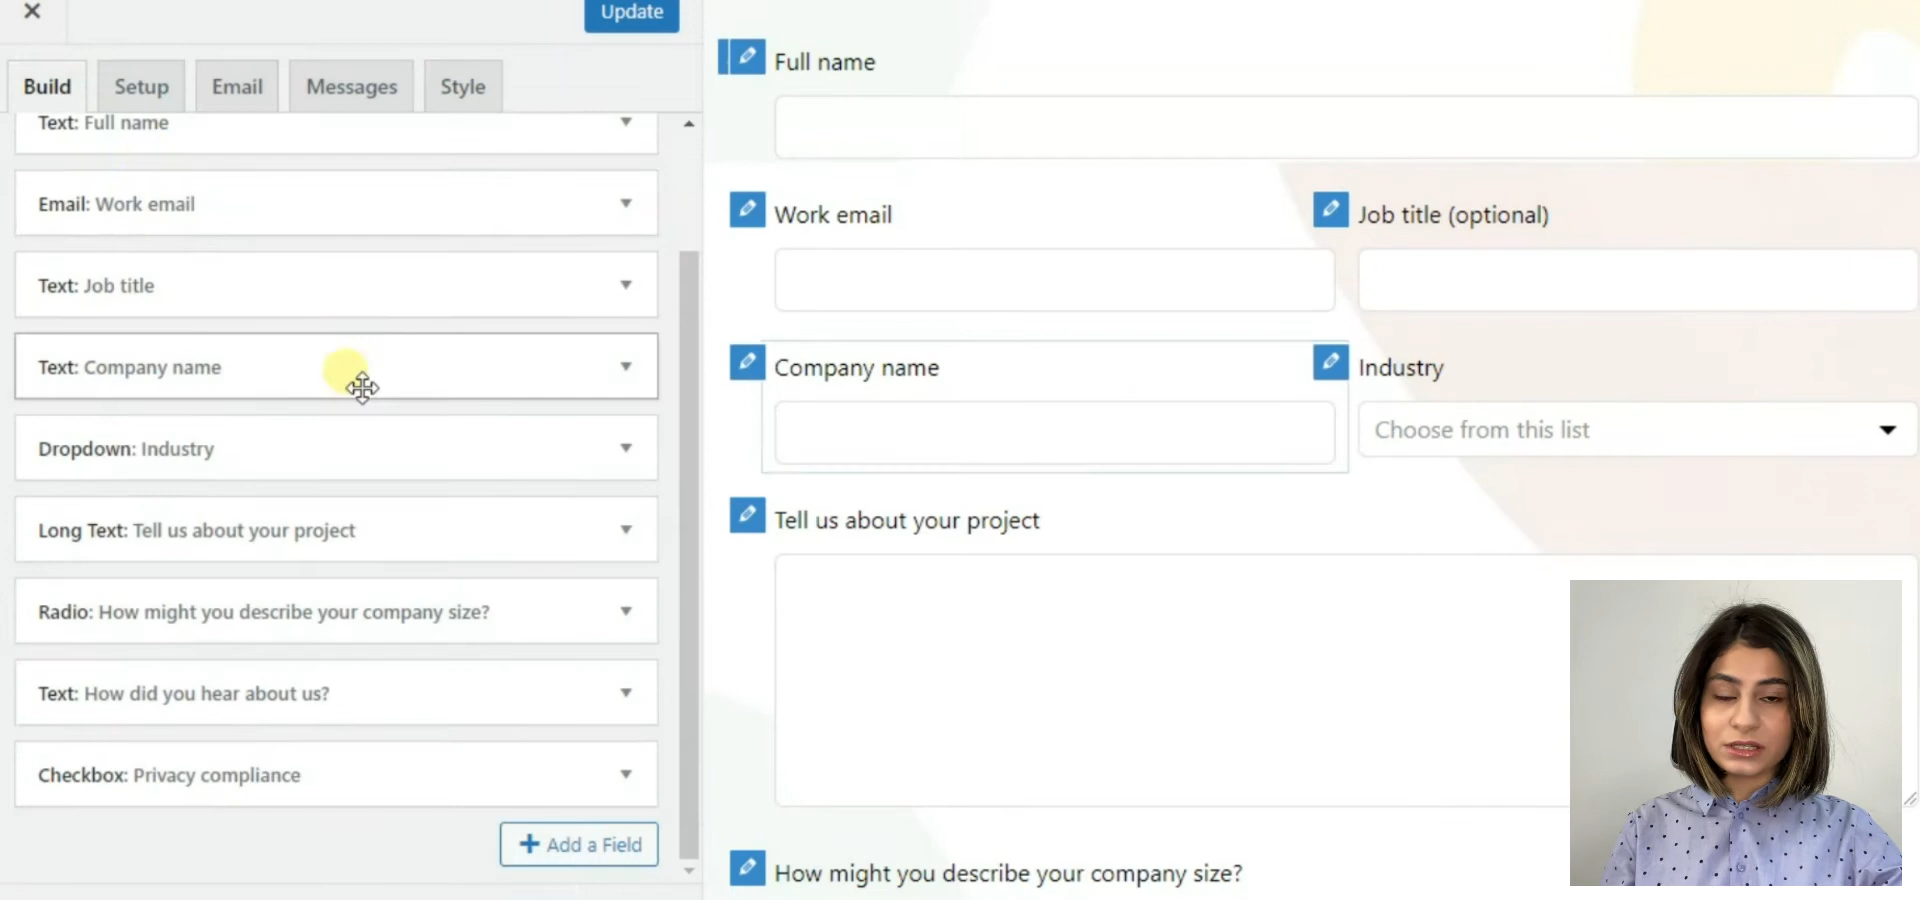 Update
Build
Setup
Email
Messages
Style
Text: Full name
Email: Work email
Text: Job title
Text: Company name
Dropdown: Industry
Long Text: Tell us about your project
Radio: How might you describe your company size?
Text: How did you hear about us?
Checkbox: Privacy compliance
Add a Field
Full name
Work email
Job title (optional)
Company name
Industry
Choose from this list
Tell us about your project
How might you describe your company size?